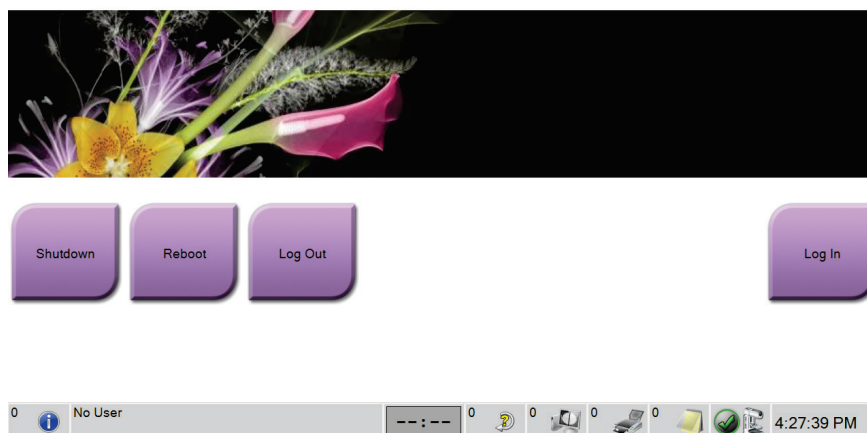 Shutdown
Reboot
Log Out
Log In
0
No User
--:--
0
0
0
0
4:27:39 PM